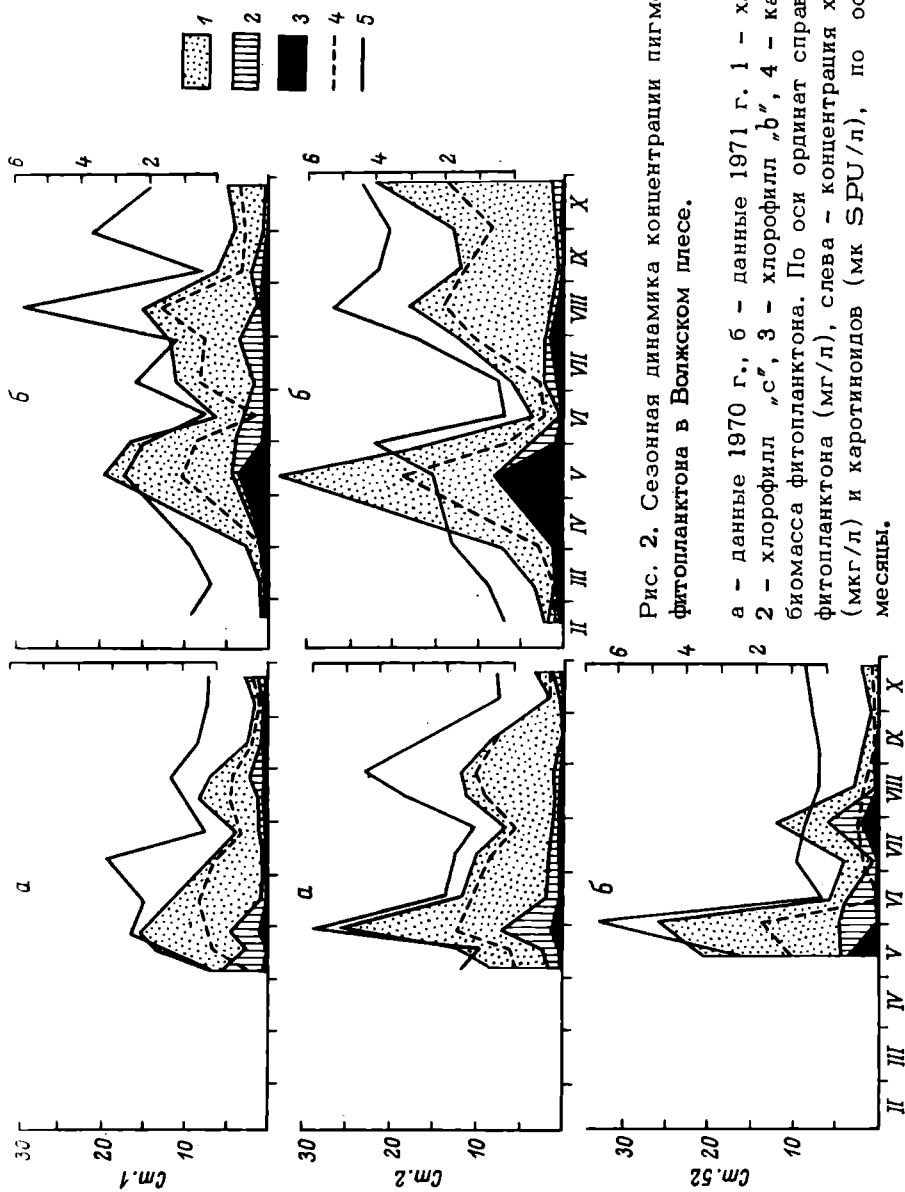 а
б
1
2
3
4
5
30
20
10
Ст.1
6
2
6
2
30
20
10
Ст.2
а
б
6
4
2
30
20
10
Ст.52
б
6
4
2
II III IV V VI VII VIII IX X
II III IV V VI VII VIII IX X
Рис. 2. Сезонная динамика концентрации пигме
фитопланктона в Волжском плесе.
а – данные 1970 г., б – данные 1971 г. 1 – х
2 – хлорофилл „с", 3 – хлорофилл „b", 4 – ка
биомасса фитопланктона. По оси ординат справ
фитопланктона (мг/л), слева – концентрация х
(мкг/л) и каротиноидов (мк SPU/л), по ос
месяцы.